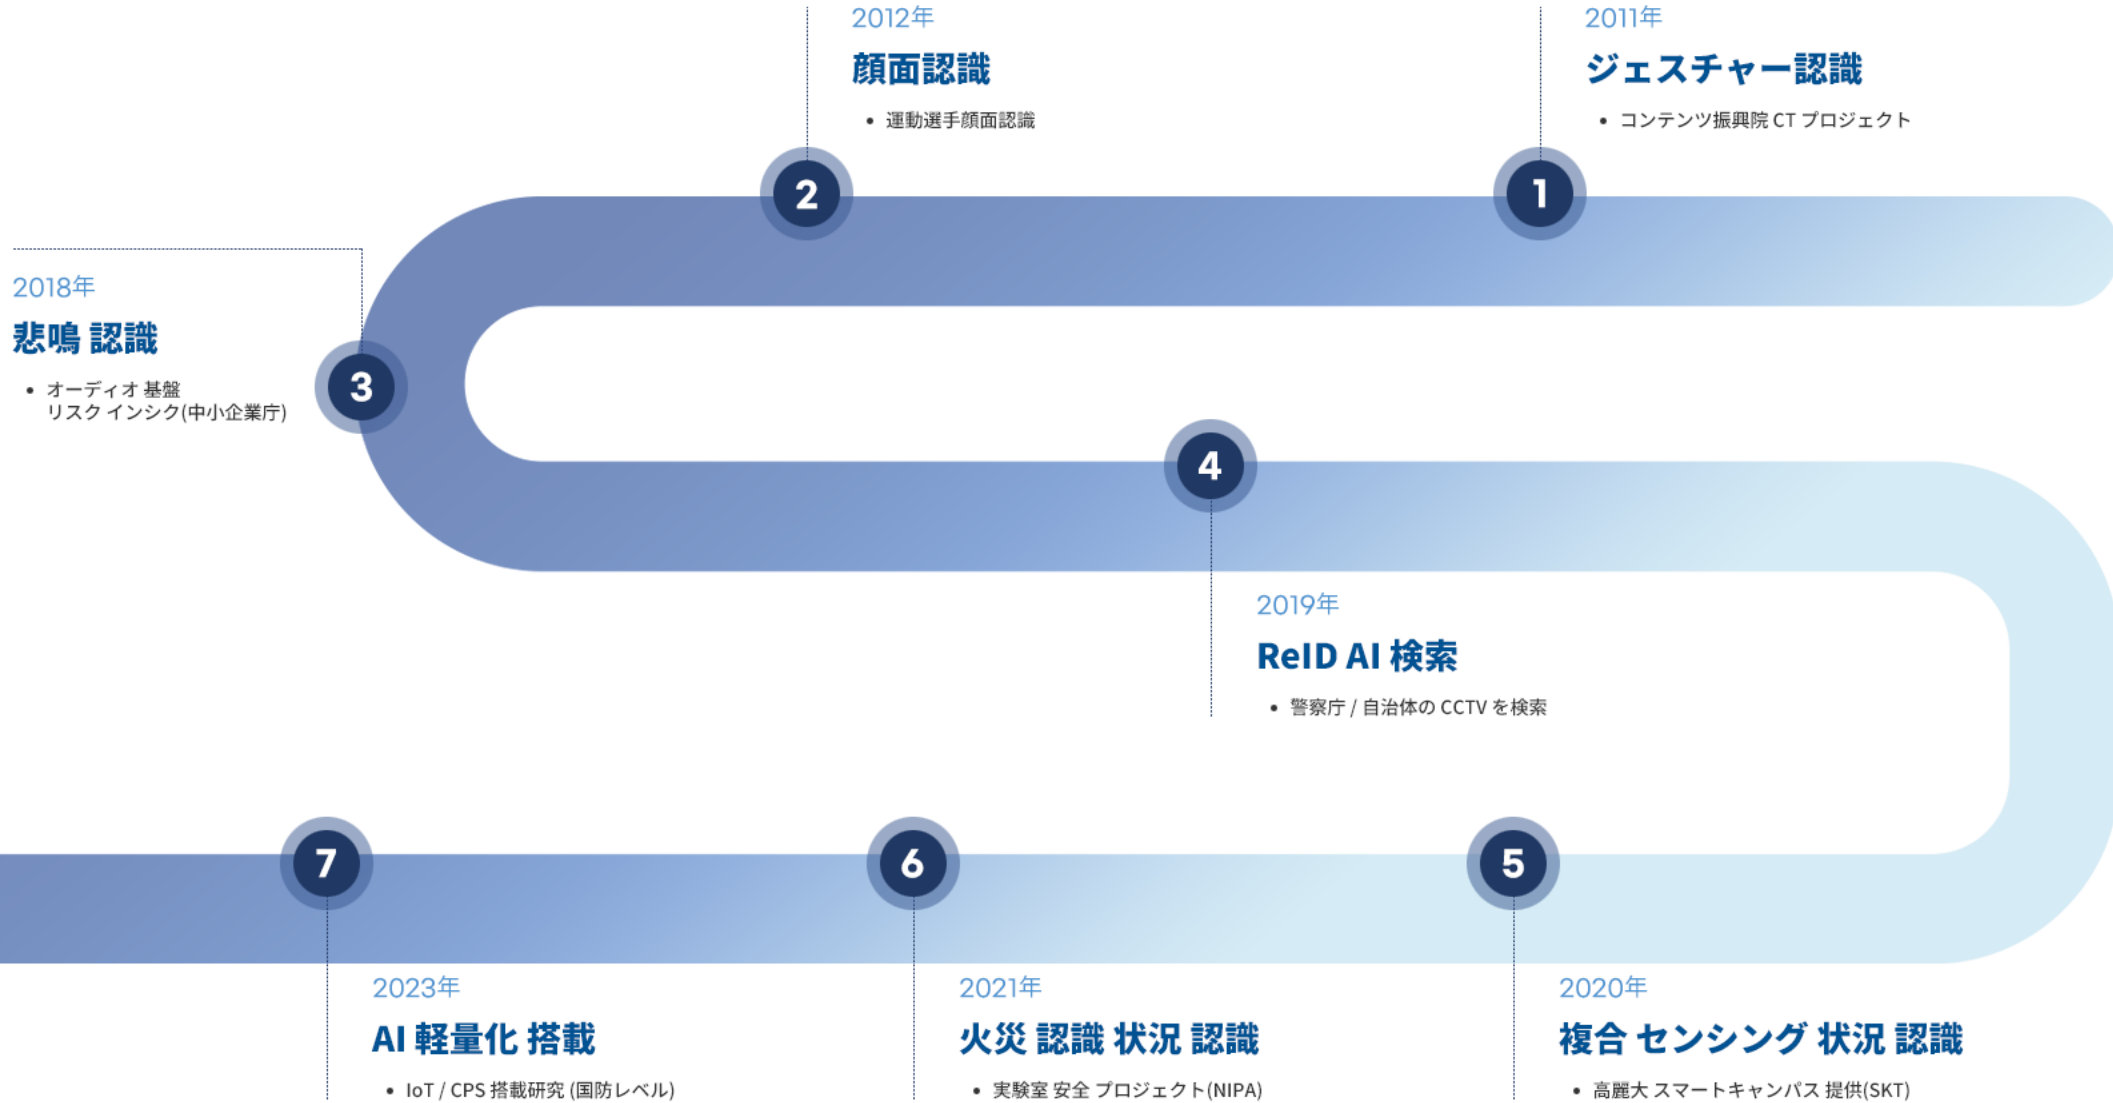 2011年
ジェスチャー認識
• コンテンツ振興院 CT プロジェクト
1
2012年
顔面認識
• 運動選手顔面認識
2
2018年
悲鳴 認識
• オーディオ 基盤
リスク インシク(中小企業庁)
3
4
2019年
ReID AI 検索
• 警察庁 / 自治体の CCTV を検索
5
2020年
複合 センシング 状況 認識
• 高麗大 スマートキャンパス 提供(SKT)
6
2021年
火災 認識 状況 認識
• 実験室 安全 プロジェクト(NIPA)
7
2023年
AI 軽量化 搭載
• IoT / CPS 搭載研究 (国防レベル)